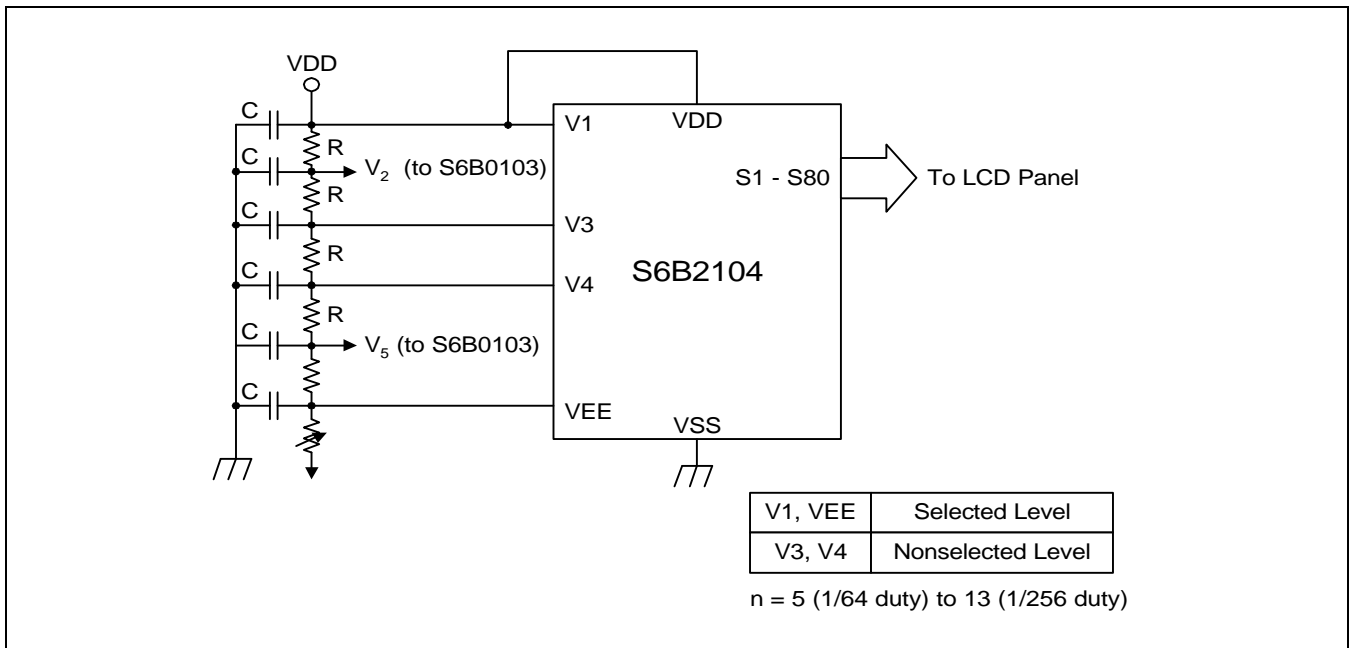 VDD
C
V1
VDD
R
C
V₂ (to S6B0103)
S1 - S80
To LCD Panel
R
C
V3
R
S6B2104
C
V4
R
C
V₅ (to S6B0103)
C
VEE
VSS
V1, VEE
Selected Level
V3, V4
Nonselected Level
n = 5 (1/64 duty) to 13 (1/256 duty)